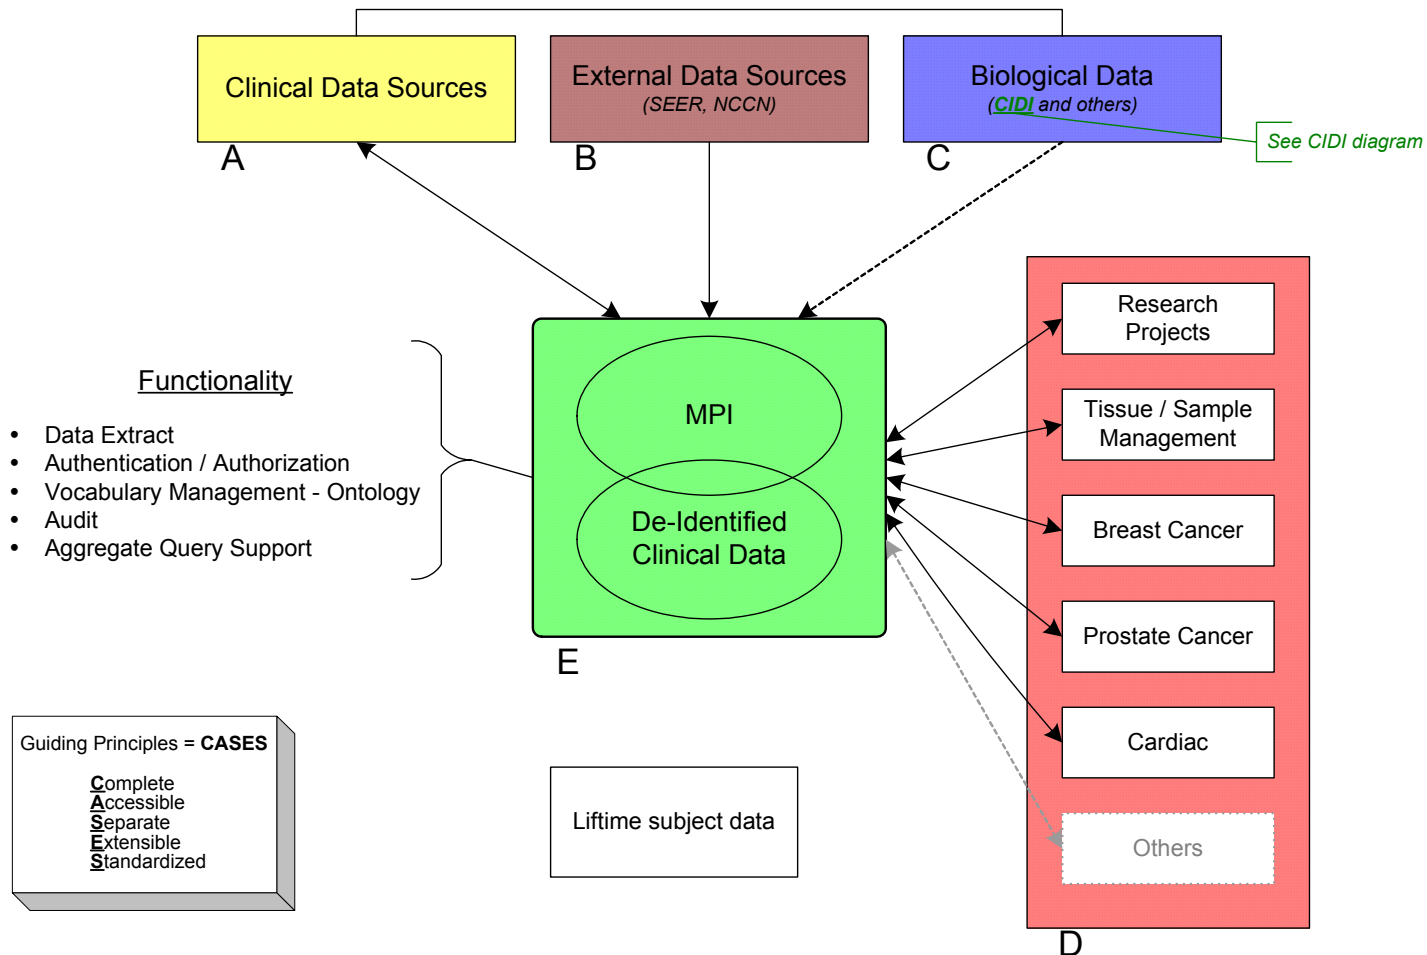 Clinical Data Sources
External Data Sources
(SEER, NCCN)
Biological Data
(CIDI and others)
A
B
C
See CIDI diagram
Research
Projects
Tissue / Sample
Management
Breast Cancer
Prostate Cancer
Cardiac
Others
D
MPI
De-Identified
Clinical Data
E
Functionality
• Data Extract
• Authentication / Authorization
• Vocabulary Management - Ontology
• Audit
• Aggregate Query Support
Guiding Principles = CASES
Complete
Accessible
Separate
Extensible
Standardized
Liftime subject data